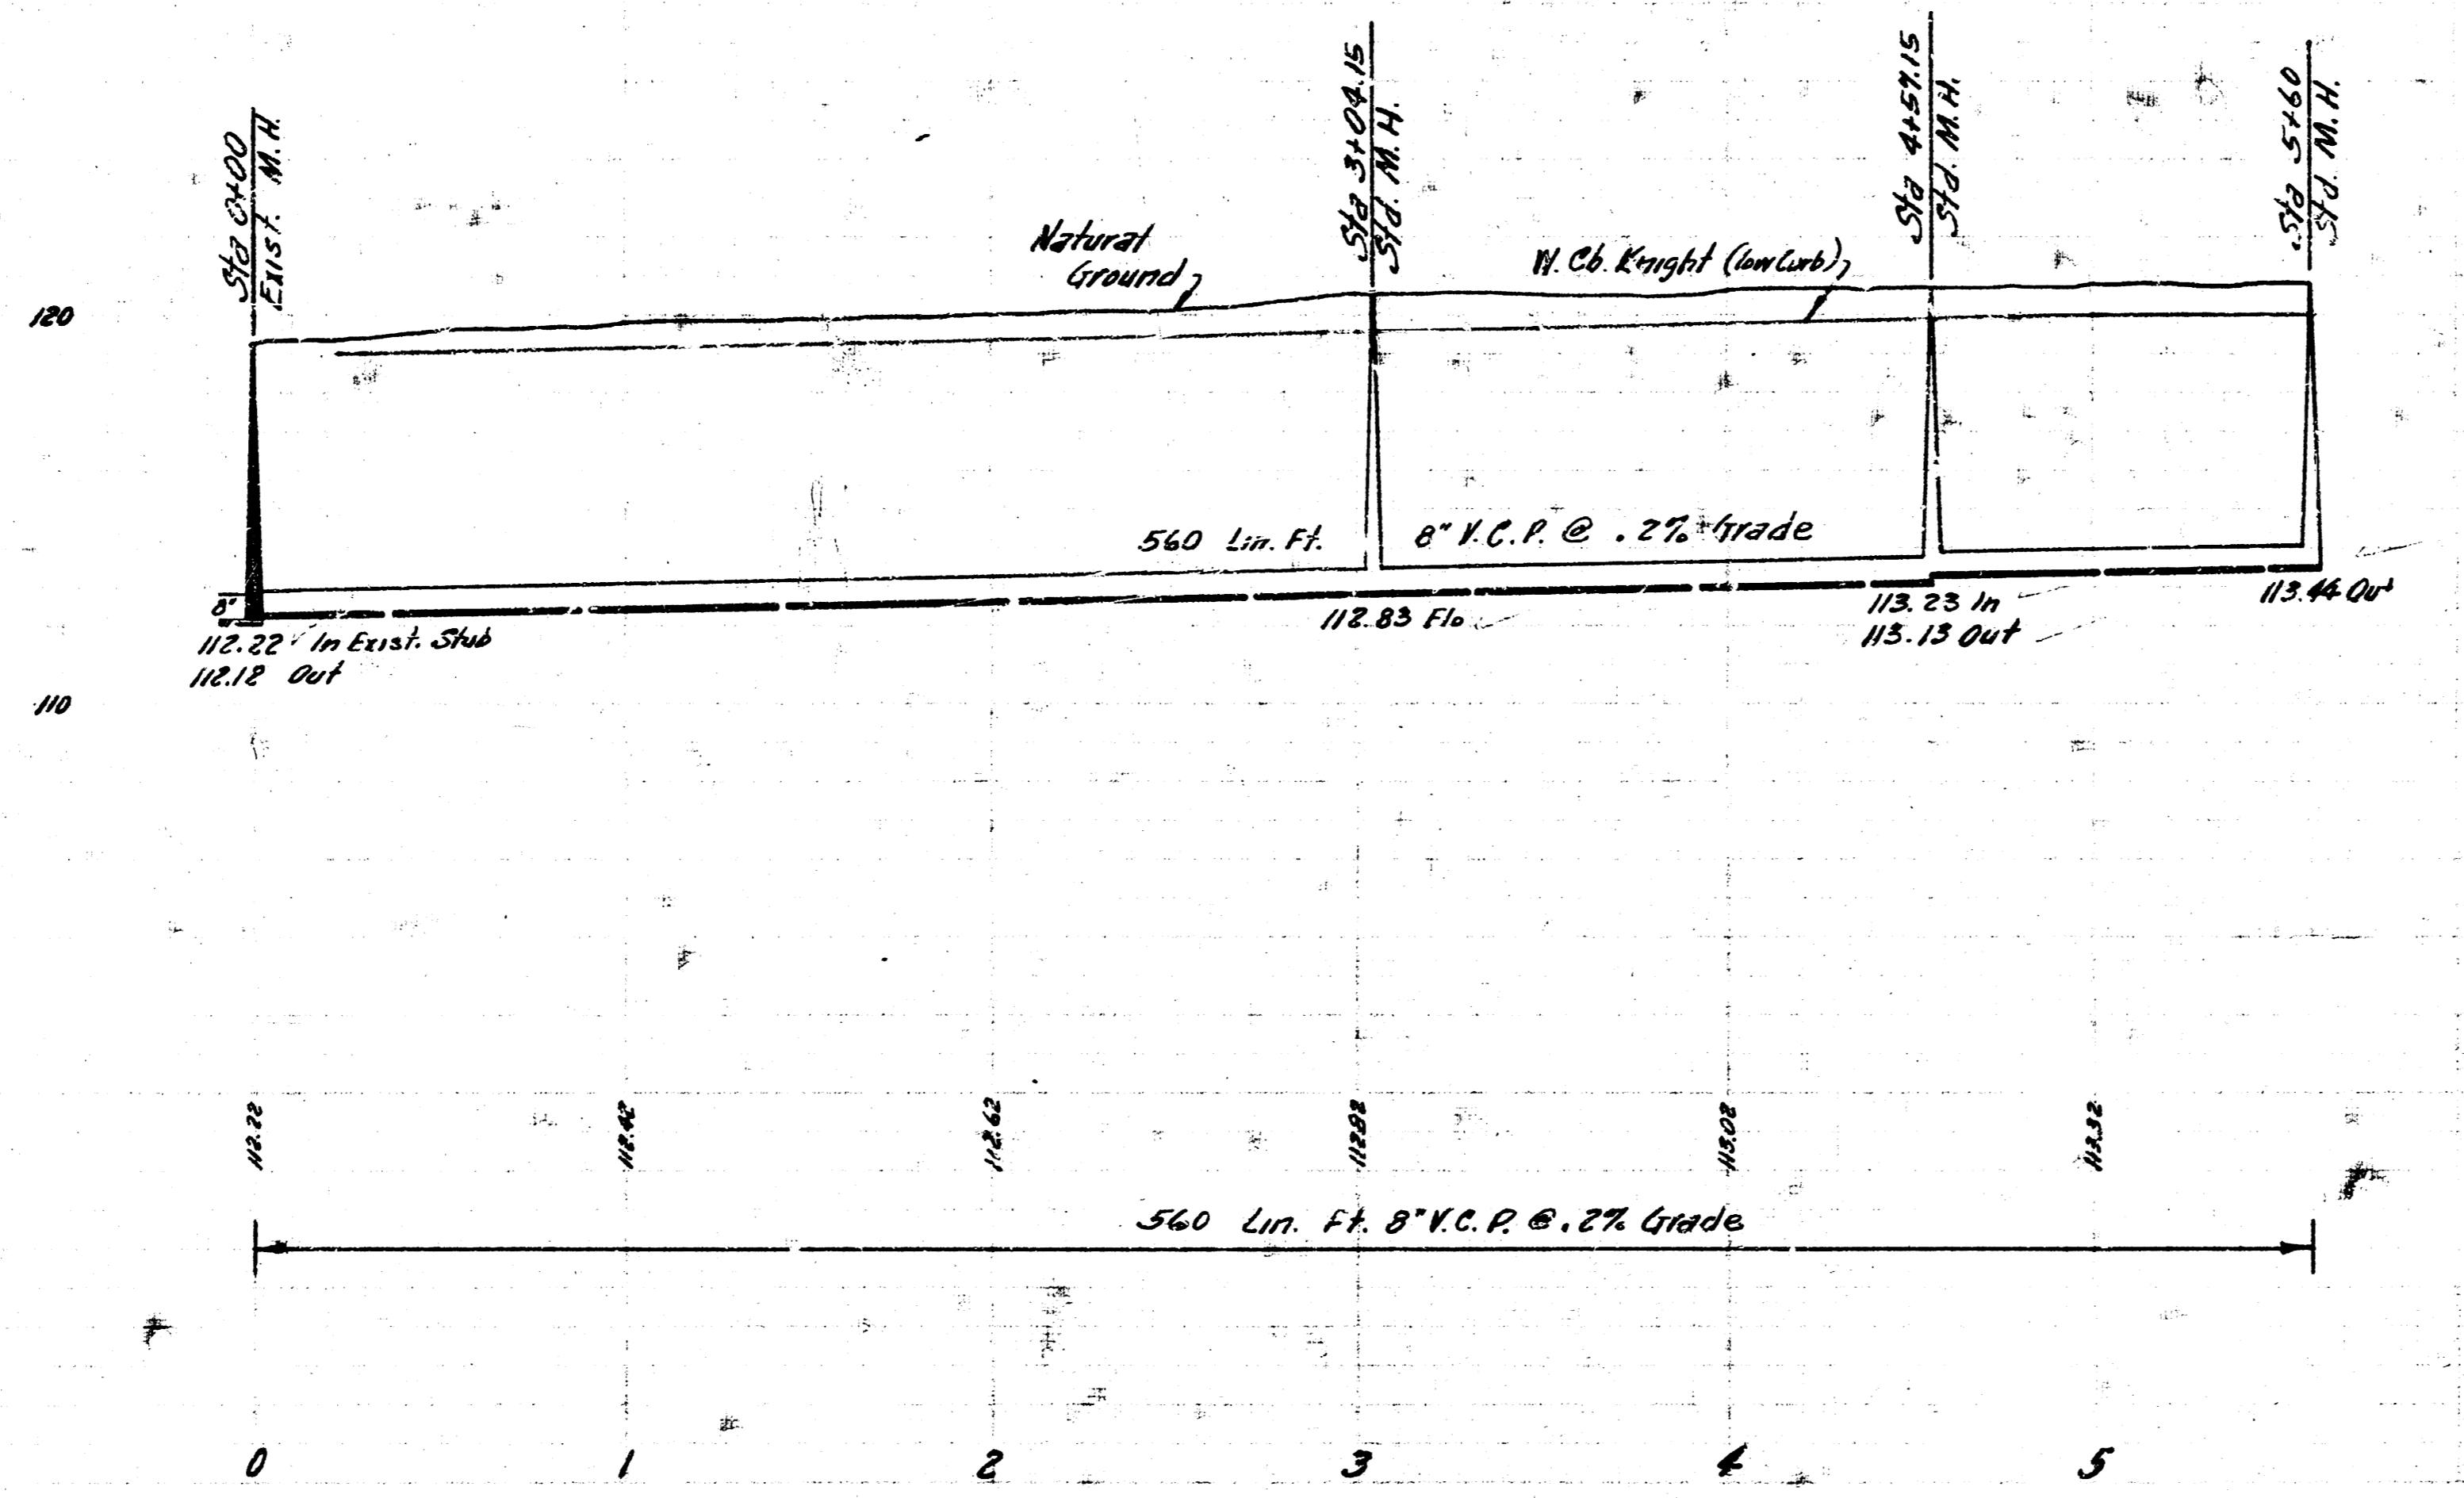 Sta 0+00
Exist. M.H.
Sta 3+04.15
Std. M.H.
Sta 4+57.15
Std. M.H.
Sta 5+60
Std. M.H.
Natural
Ground
W. Cb. Knight (low Curb)
120
560 Lin. Ft. 8" V.C.P. @ .2% Grade
8"
112.22 In Exist. Stub
112.12 Out
112.83 Flo
113.23 In
113.13 Out
113.44 Out
110
112.22
112.42
112.62
112.82
113.02
113.32
560 Lin. Ft. 8" V.C.P. @ .2% Grade
0 1 2 3 4 5